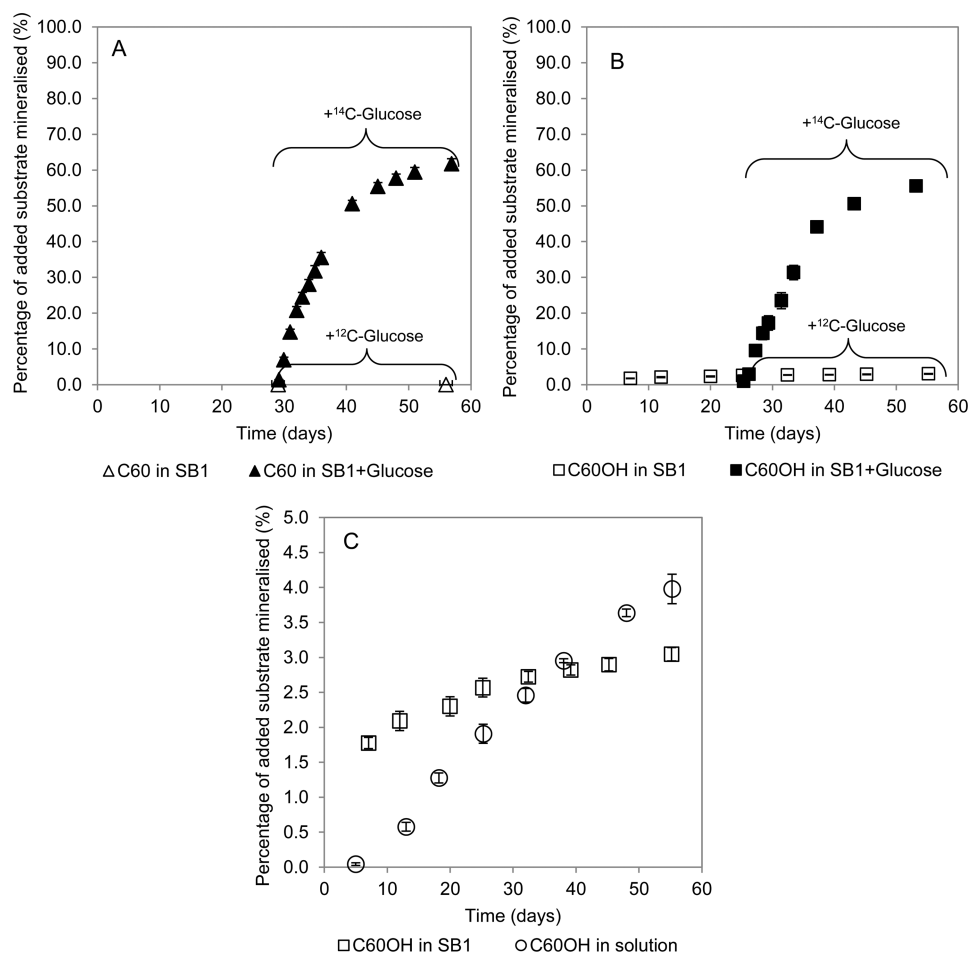 A
Percentage of added substrate mineralised (%)
100.0
90.0
80.0
70.0
60.0
50.0
40.0
30.0
20.0
10.0
0.0
+14C-Glucose
+12C-Glucose
0 10 20 30 40 50 60
Time (days)
C60 in SB1 C60 in SB1+Glucose
B
Percentage of added substrate mineralised (%)
100.0
90.0
80.0
70.0
60.0
50.0
40.0
30.0
20.0
10.0
0.0
+14C-Glucose
+12C-Glucose
0 10 20 30 40 50 60
Time (days)
C60OH in SB1 C60OH in SB1+Glucose
C
Percentage of added substrate mineralised (%)
5.0
4.5
4.0
3.5
3.0
2.5
2.0
1.5
1.0
0.5
0.0
0 10 20 30 40 50 60
Time (days)
C60OH in SB1 C60OH in solution